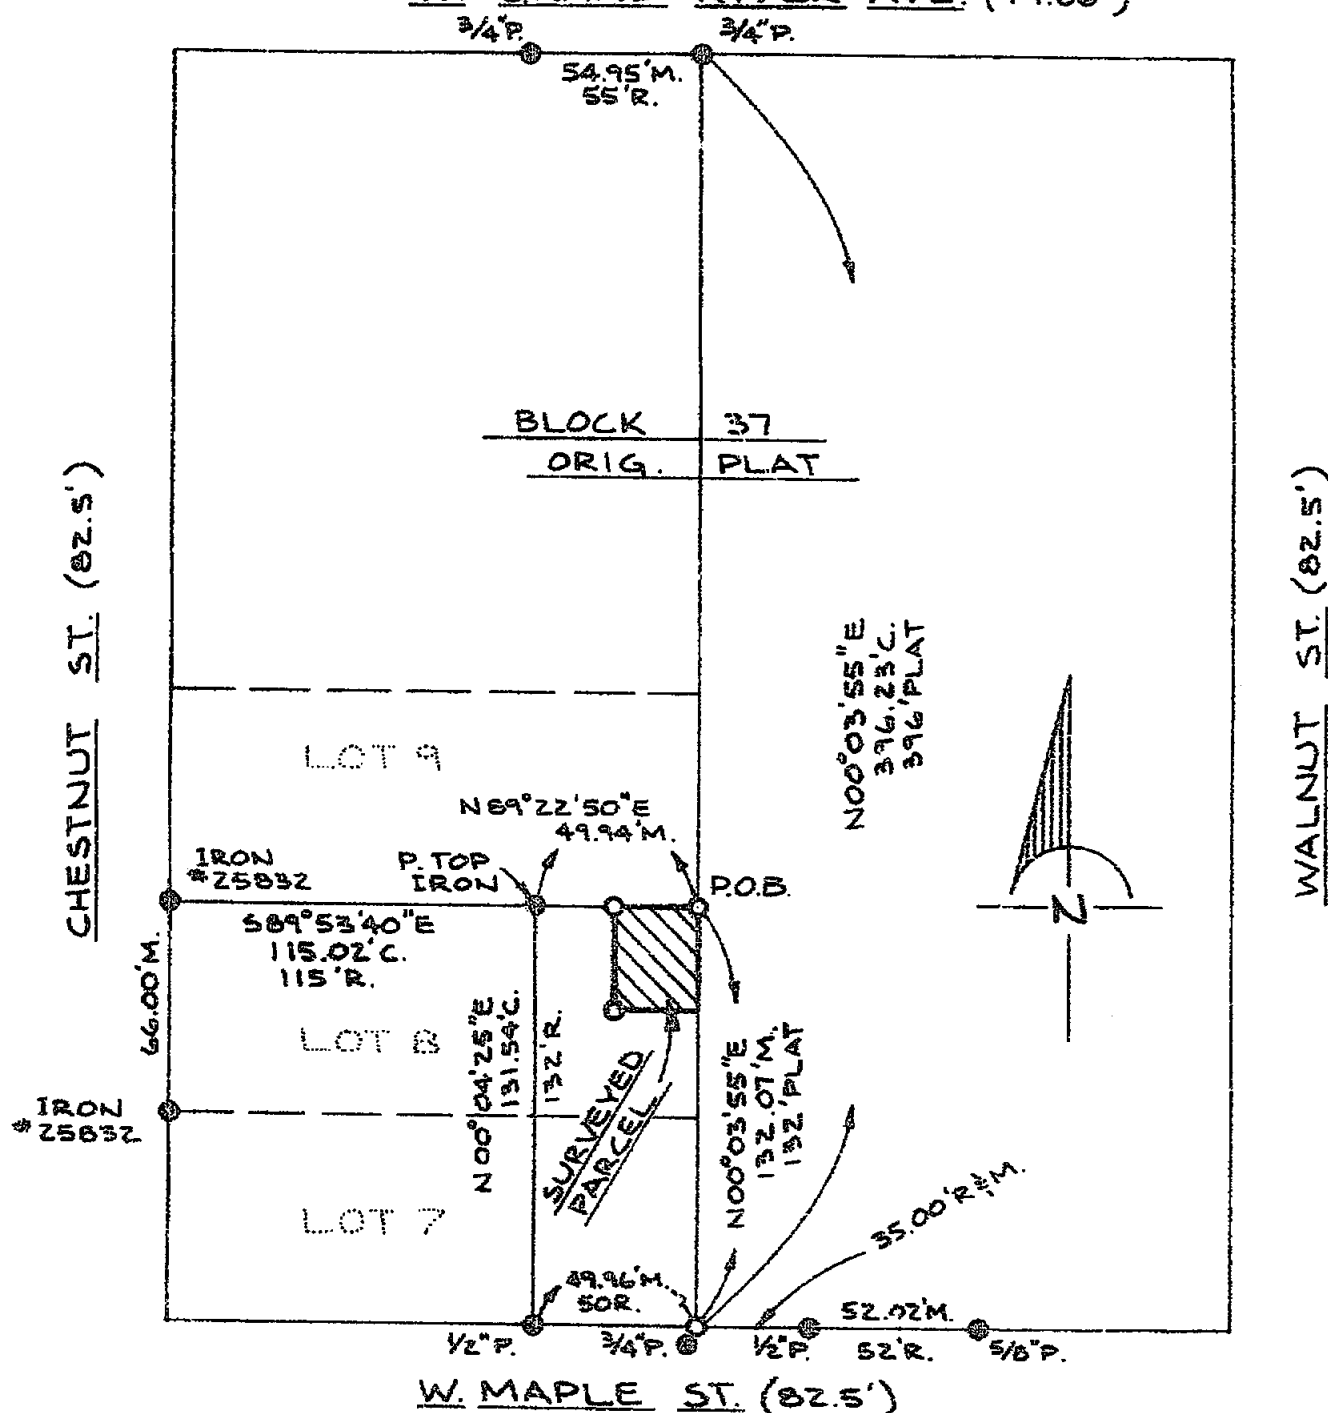 GRAND RIVER AVE.
3/4"P.
3/4"P.
54.95'M.
55'R.
BLOCK 37
ORIG. PLAT
CHESTNUT ST. (82.5')
WALNUT ST. (82.5')
N00°03'55"E
396.23'C.
396'PLAT
LOT 9
N89°22'50"E
49.94'M.
IRON
#25832
P. TOP
IRON
P.O.B.
S89°53'40"E
115.02'C.
115'R.
66.00'M.
LOT 8
N00°04'25"E
131.54'C.
132'R.
SURVEYED
PARCEL
N00°03'55"E
132.07'M.
132'PLAT
N
IRON
#25832
LOT 7
35.00'R&M.
49.96'M.
50R.
52.02'M.
1/2"P.
3/4"P.
1/2"P.
52'R.
5/8"P.
W. MAPLE ST. (82.5')